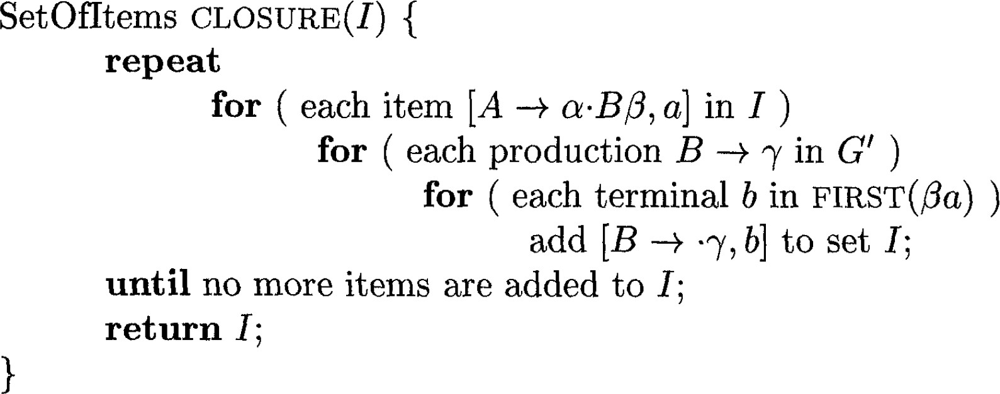 SetOfItems CLOSURE(I) {
repeat
for ( each item [A → α·Bβ, a] in I )
for ( each production B → γ in G′ )
for ( each terminal b in FIRST(βa) )
add [B → ·γ, b] to set I;
until no more items are added to I;
return I;
}